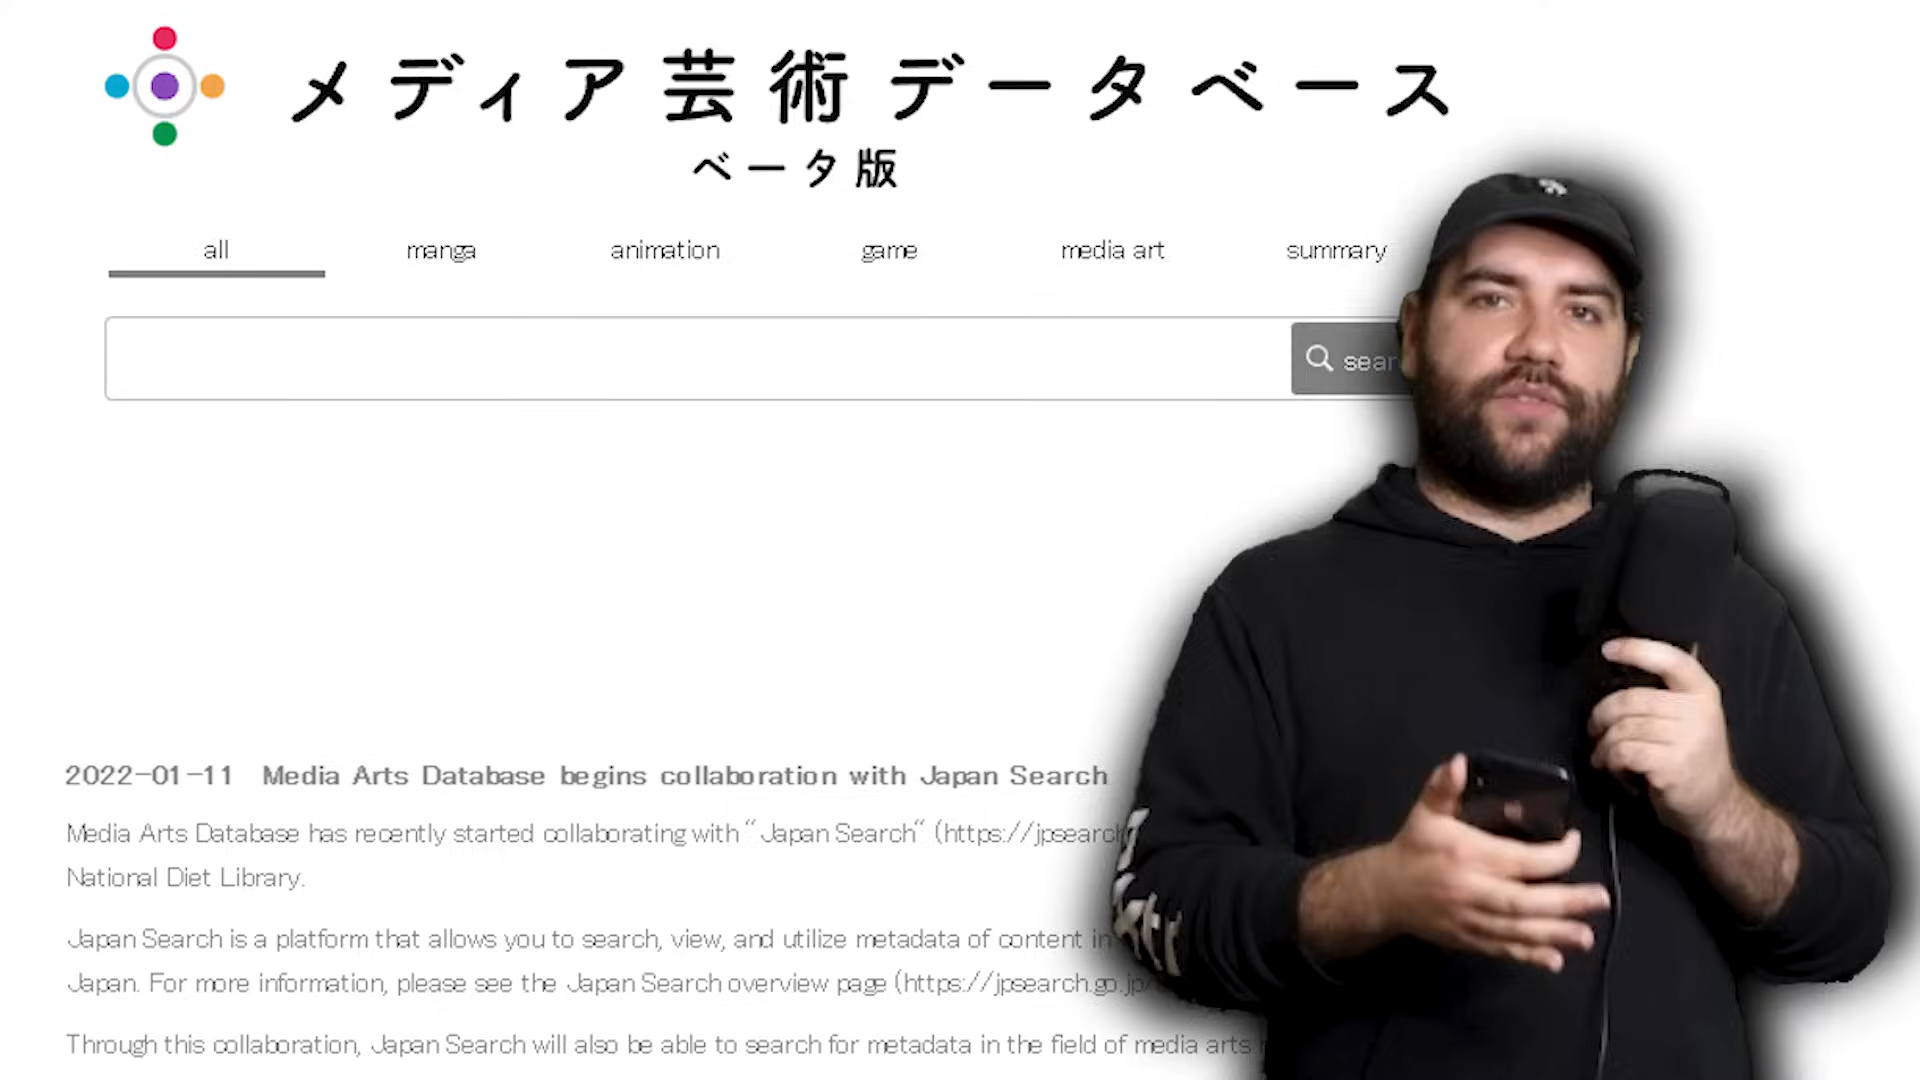 メディア芸術データベース
ベータ版
all manga animation game media art summary
sear
2022-01-11 Media Arts Database begins collaboration with Japan Search
Media Arts Database has recently started collaborating with “Japan Search“ (https://jpsearch
National Diet Library.
Japan Search is a platform that allows you to search, view, and utilize metadata of content in
Japan. For more information, please see the Japan Search overview page (https://jpsearch.go.jp/
Through this collaboration, Japan Search will also be able to search for metadata in the field of media arts